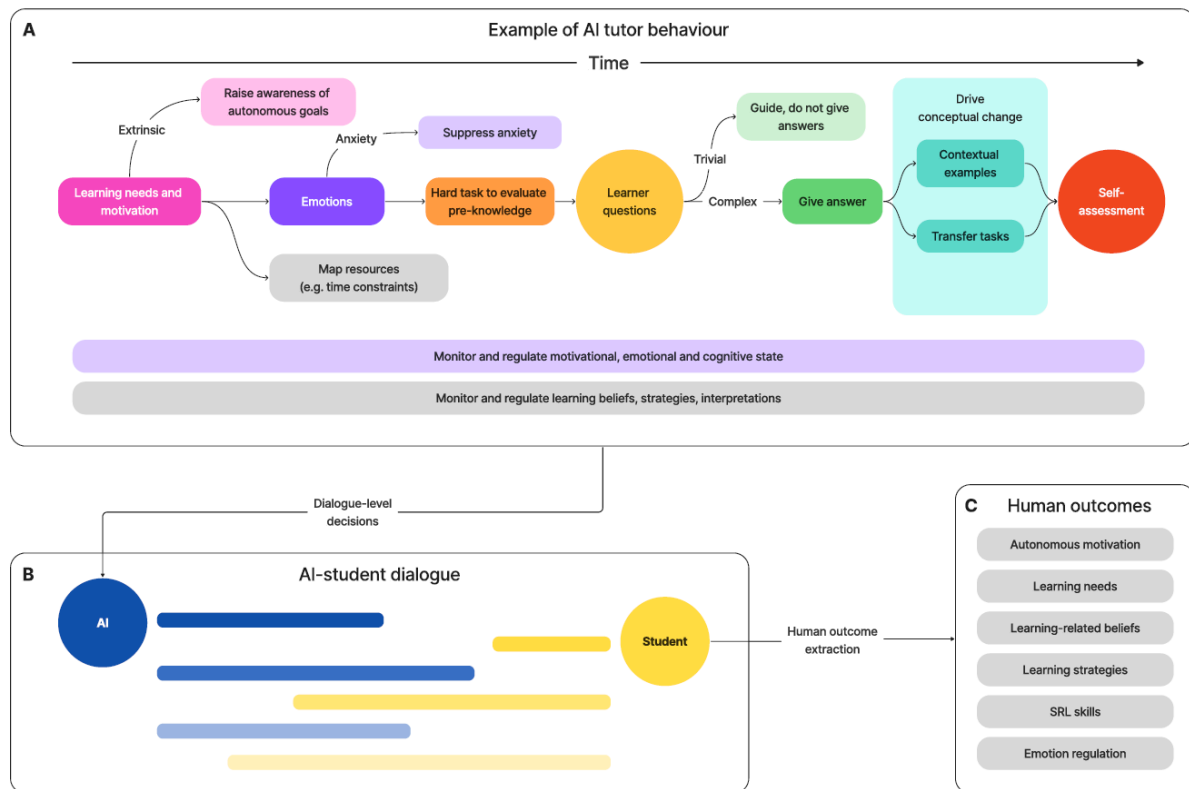 A
Example of AI tutor behaviour
Time
Raise awareness of
autonomous goals
Extrinsic
Anxiety
Suppress anxiety
Learning needs and
motivation
Emotions
Hard task to evaluate
pre-knowledge
Map resources
(e.g. time constraints)
Learner
questions
Guide, do not give
answers
Trivial
Complex
Give answer
Drive
conceptual change
Contextual
examples
Transfer tasks
Self-
assessment
Monitor and regulate motivational, emotional and cognitive state
Monitor and regulate learning beliefs, strategies, interpretations
Dialogue-level
decisions
B
AI-student dialogue
AI
Student
Human outcome
extraction
C
Human outcomes
Autonomous motivation
Learning needs
Learning-related beliefs
Learning strategies
SRL skills
Emotion regulation